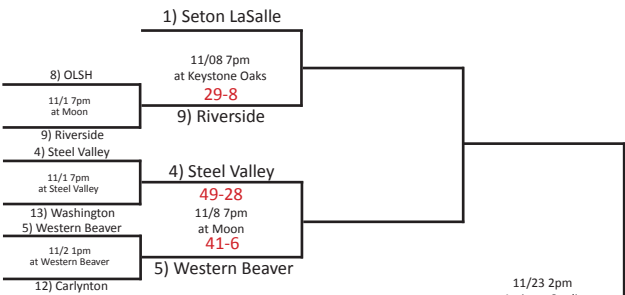 1) Seton LaSalle
11/08 7pm
at Keystone Oaks
29-8
9) Riverside
8) OLSH
11/1 7pm
at Moon
9) Riverside
4) Steel Valley
11/1 7pm
at Steel Valley
13) Washington
4) Steel Valley
49-28
11/8 7pm
at Moon
41-6
5) Western Beaver
5) Western Beaver
11/2 1pm
at Western Beaver
12) Carlynton
11/23 2pm